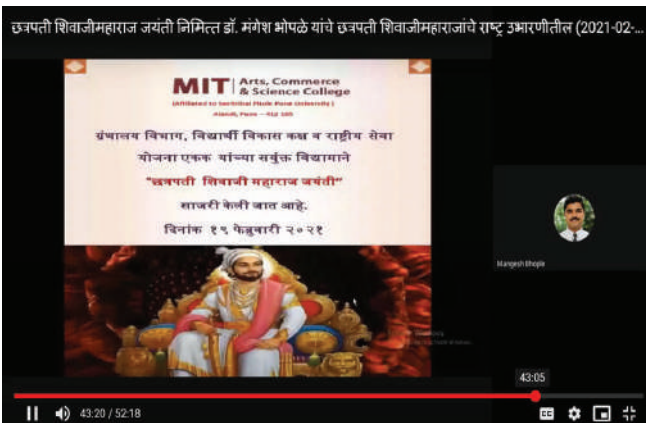 छत्रपती शिवाजीमहाराज जयंती निमित्त डॉ. मंगेश भोपळे यांचे छत्रपती शिवाजीमहाराजांचे राष्ट्र उभारणीतील (2021-02-...
MIT Arts, Commerce
& Science College
(Affiliated to Savitribai Phule Pune University)
Alandi, Pune - 412 105
ग्रंथालय विभाग, विद्यार्थी विकास कक्ष व राष्ट्रीय सेवा
योजना एकक यांच्या सयुंक्त विद्यामाने
"छत्रपती शिवाजी महाराज जयंती"
साजरी केली जात आहे.
दिनांक १९ फेब्रुवारी २०२१
Mangesh Bhople
43:05
43:20 / 52:18
CC